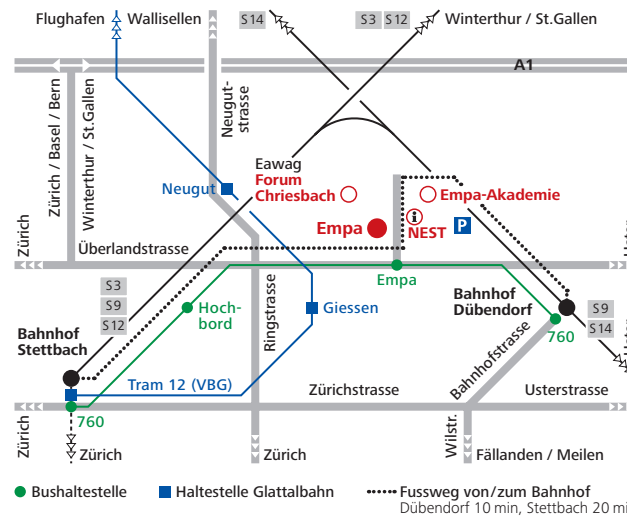 Flughafen
Wallisellen
S14
S3
S12
Winterthur / St.Gallen
A1
Zürich / Basel / Bern
Winterthur / St.Gallen
Neugut-
strasse
Eawag
Forum
Chriesbach
Neugut
Empa-Akademie
Empa
NEST
i
P
Zürich
Überlandstrasse
Empa
S3
S9
S12
Hoch-
bord
Ringstrasse
Giessen
Bahnhof
Dübendorf
S9
S14
Bahnhof
Stettbach
760
Bahnhofstrasse
Tram 12 (VBG)
Zürichstrasse
Usterstrasse
Zürich
760
Zürich
Zürich
Wilstr.
Fällanden / Meilen
Bushaltestelle
Haltestelle Glattalbahn
Fussweg von/zum Bahnhof
Dübendorf 10 min, Stettbach 20 mi